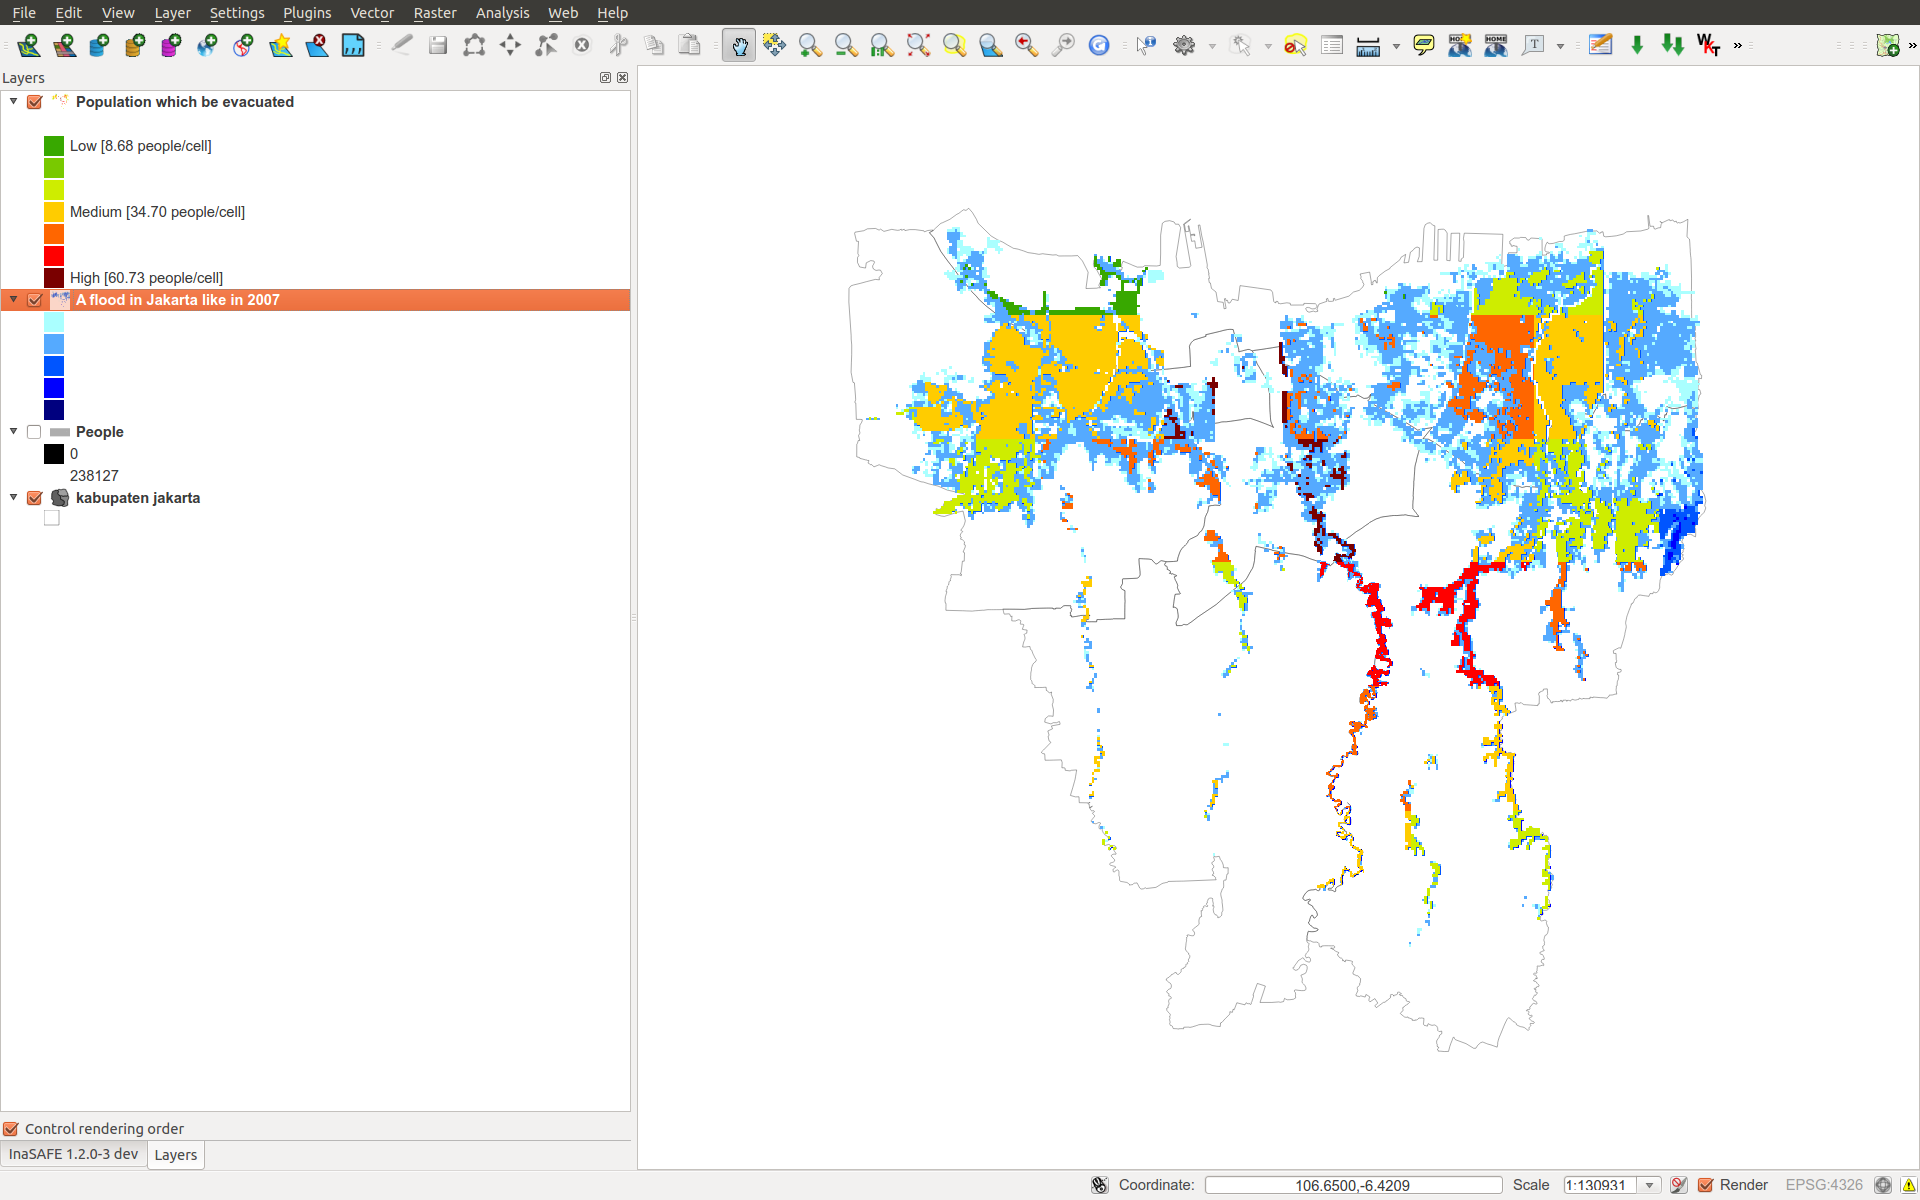 File Edit View Layer Settings Plugins Vector Raster Analysis Web Help
Layers
Population which be evacuated
Low [8.68 people/cell]
Medium [34.70 people/cell]
High [60.73 people/cell]
A flood in Jakarta like in 2007
People
0
238127
kabupaten jakarta
Control rendering order
InaSAFE 1.2.0-3 dev Layers
Coordinate: 106.6500,-6.4209 Scale 1:130931 Render EPSG:4326